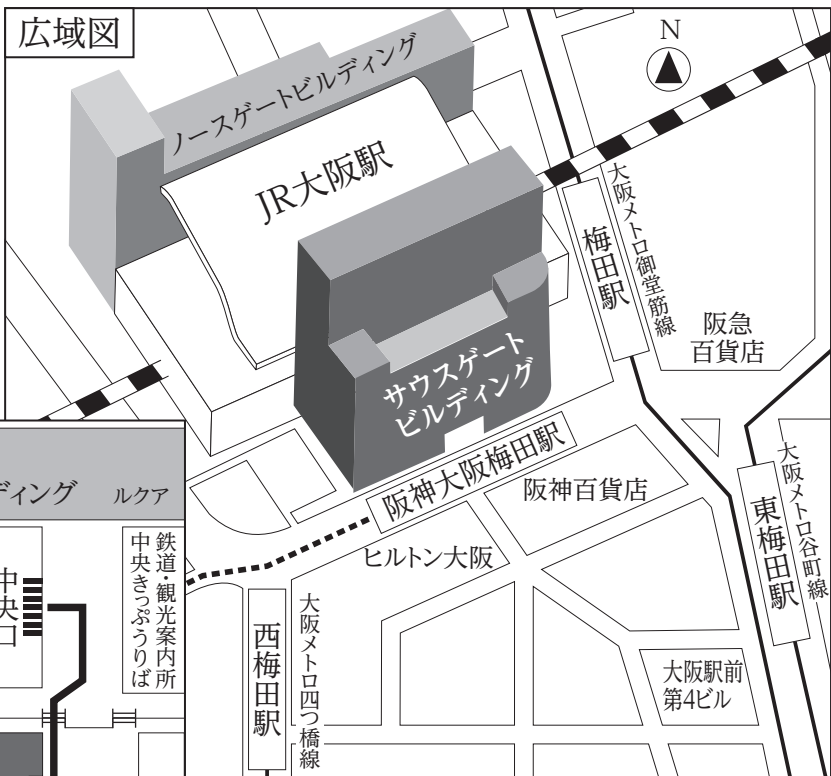 広域図
N
ノースゲートビルディング
JR大阪駅
大阪メトロ御堂筋線
梅田駅
阪急
百貨店
サウスゲート
ビルディング
阪神大阪梅田駅
阪神百貨店
ヒルトン大阪
大阪メトロ谷町線
東梅田駅
大阪メトロ四つ橋線
西梅田駅
大阪駅前
第4ビル
ディング
ルクア
鉄道・観光案内所
中央きっぷうりば
中央口